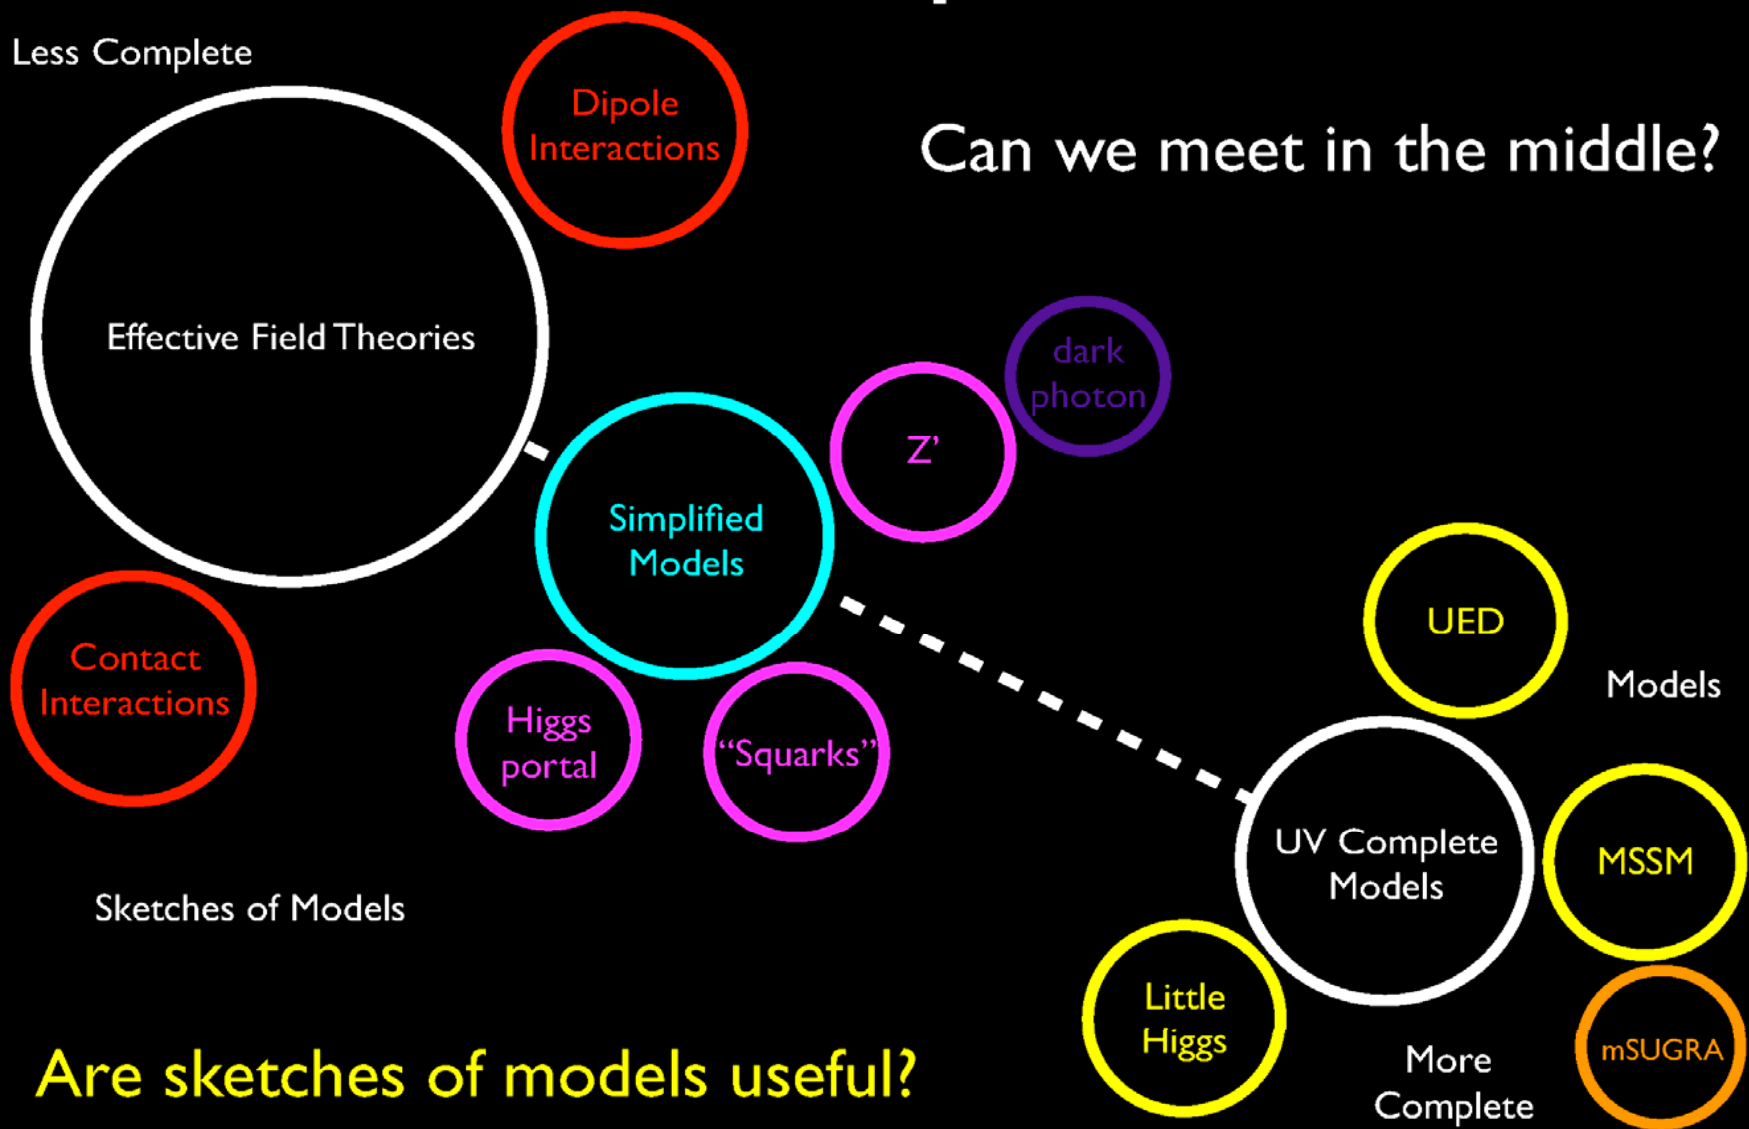 Less Complete
Dipole
Interactions
Can we meet in the middle?
Effective Field Theories
dark
photon
Z’
Simplified
Models
UED
Contact
Interactions
Models
Higgs
portal
“Squarks”
UV Complete
Models
MSSM
Sketches of Models
Little
Higgs
mSUGRA
More
Complete
Are sketches of models useful?